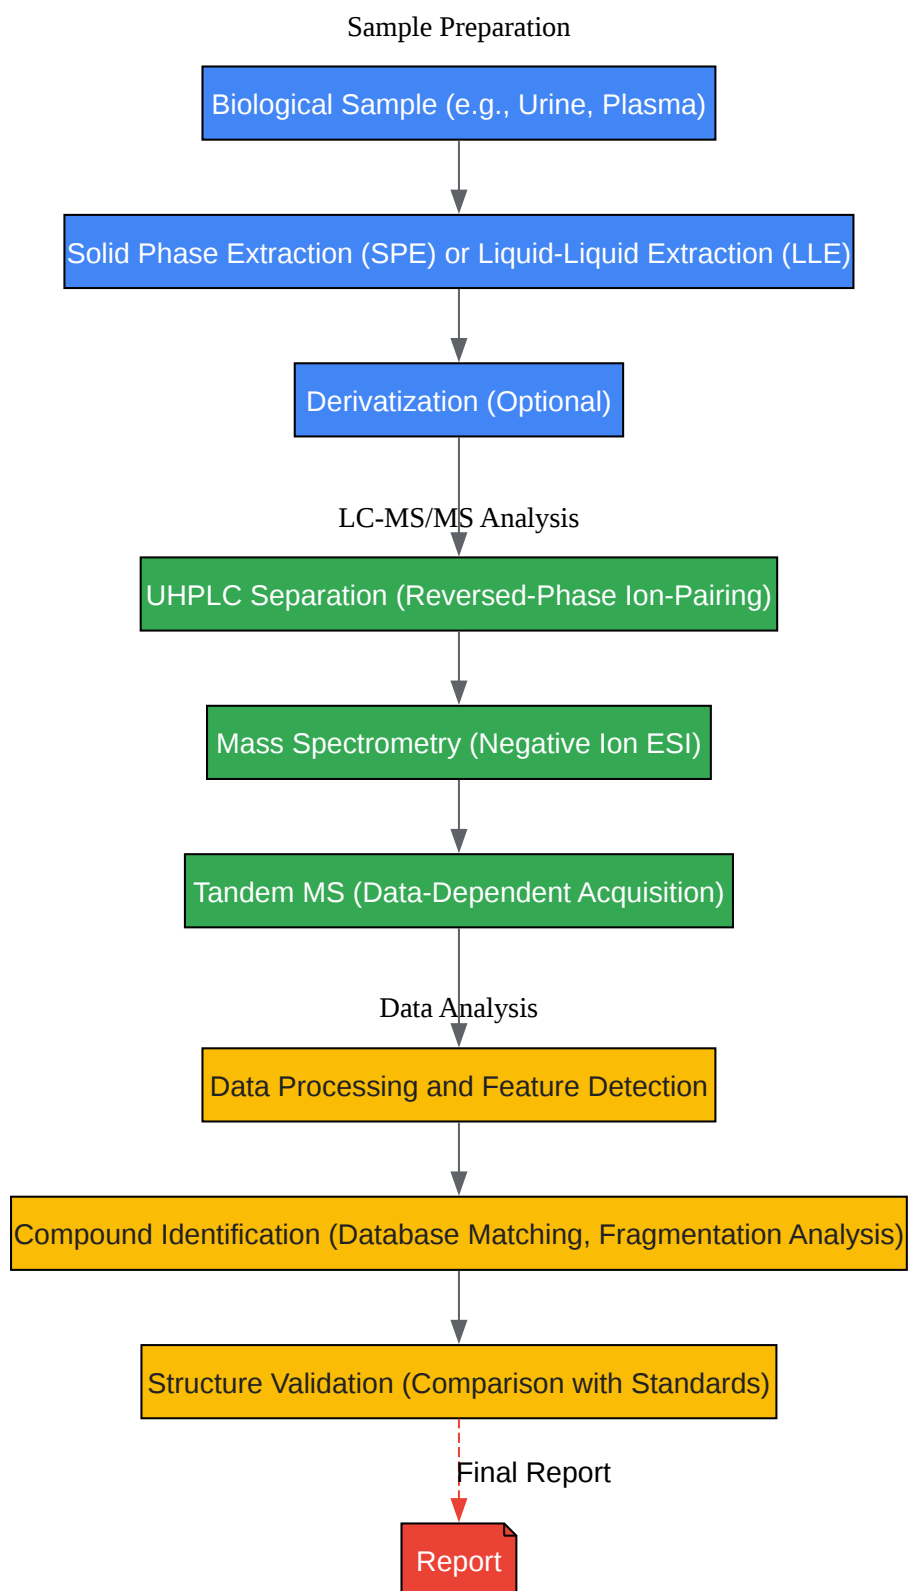 Sample Preparation
Biological Sample (e.g., Urine, Plasma)
Solid Phase Extraction (SPE) or Liquid-Liquid Extraction (LLE)
Derivatization (Optional)
LC-MS/MS Analysis
UHPLC Separation (Reversed-Phase Ion-Pairing)
Mass Spectrometry (Negative Ion ESI)
Tandem MS (Data-Dependent Acquisition)
Data Analysis
Data Processing and Feature Detection
Compound Identification (Database Matching, Fragmentation Analysis)
Structure Validation (Comparison with Standards)
Final Report
Report